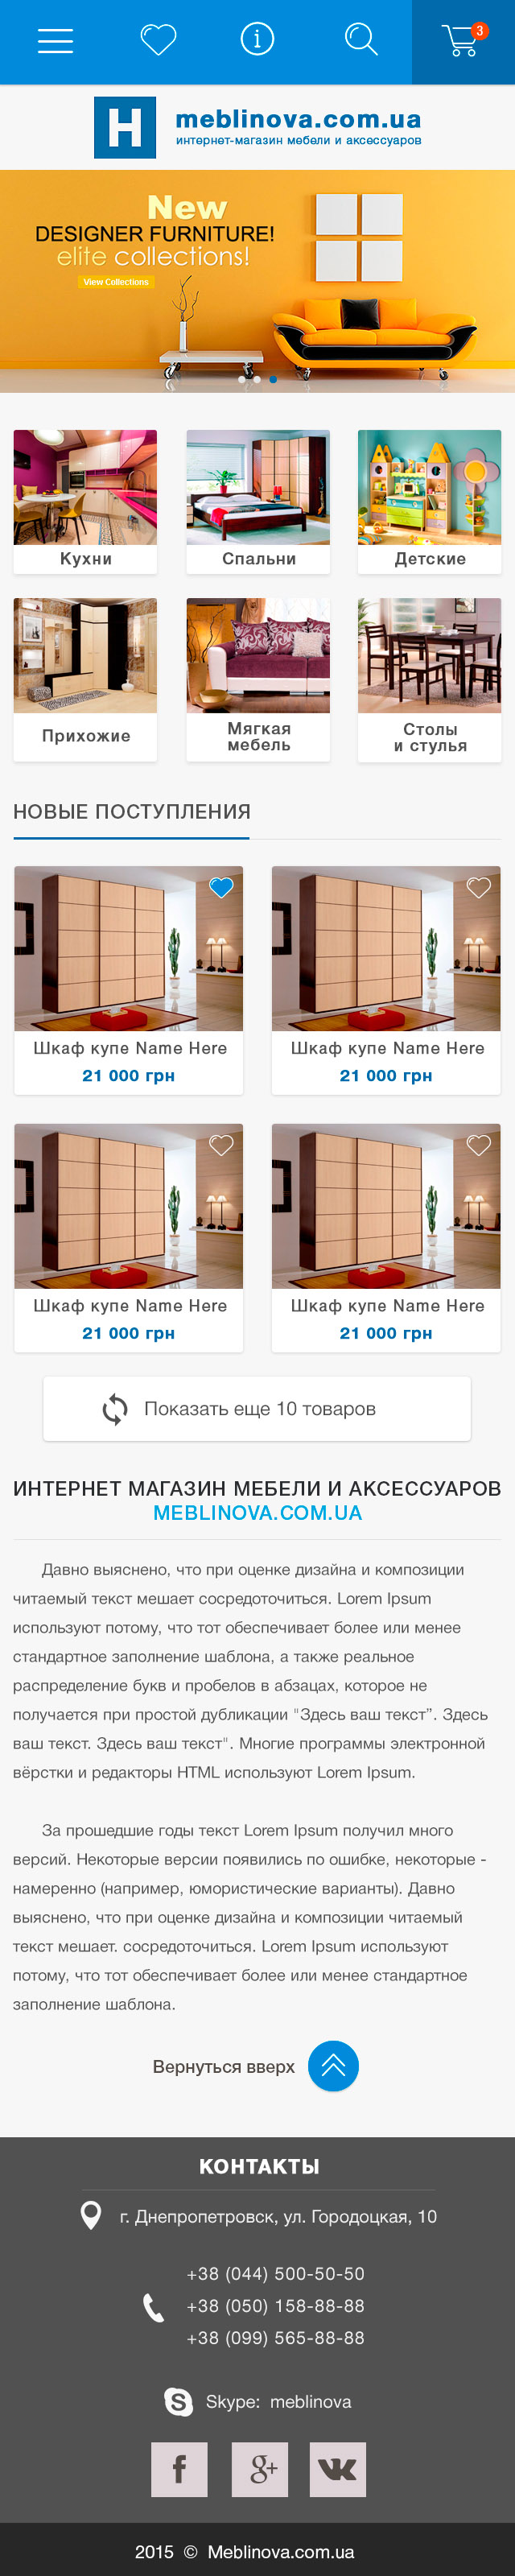 3
H
meblinova.com.ua
интернет-магазин мебели и аксессуаров
New
DESIGNER FURNITURE!
elite collections!
View Collections
Кухни
Спальни
Детские
Прихожие
Мягкая
мебель
Столы
и стулья
НОВЫЕ ПОСТУПЛЕНИЯ
Шкаф купе Name Here
21 000 грн
Шкаф купе Name Here
21 000 грн
Шкаф купе Name Here
21 000 грн
Шкаф купе Name Here
21 000 грн
Показать еще 10 товаров
ИНТЕРНЕТ МАГАЗИН МЕБЕЛИ И АКСЕССУАРОВ
MEBLINOVA.COM.UA
Давно выяснено, что при оценке дизайна и композиции
читаемый текст мешает сосредоточиться. Lorem Ipsum
используют потому, что тот обеспечивает более или менее
стандартное заполнение шаблона, а также реальное
распределение букв и пробелов в абзацах, которое не
получается при простой дубликации "Здесь ваш текст”. Здесь
ваш текст. Здесь ваш текст". Многие программы электронной
вёрстки и редакторы HTML используют Lorem Ipsum.
За прошедшие годы текст Lorem Ipsum получил много
версий. Некоторые версии появились по ошибке, некоторые -
намеренно (например, юмористические варианты). Давно
выяснено, что при оценке дизайна и композиции читаемый
текст мешает. сосредоточиться. Lorem Ipsum используют
потому, что тот обеспечивает более или менее стандартное
заполнение шаблона.
Вернуться вверх
КОНТАКТЫ
г. Днепропетровск, ул. Городоцкая, 10
+38 (044) 500-50-50
+38 (050) 158-88-88
+38 (099) 565-88-88
Skype: meblinova
f g+ VK
2015 © Meblinova.com.ua